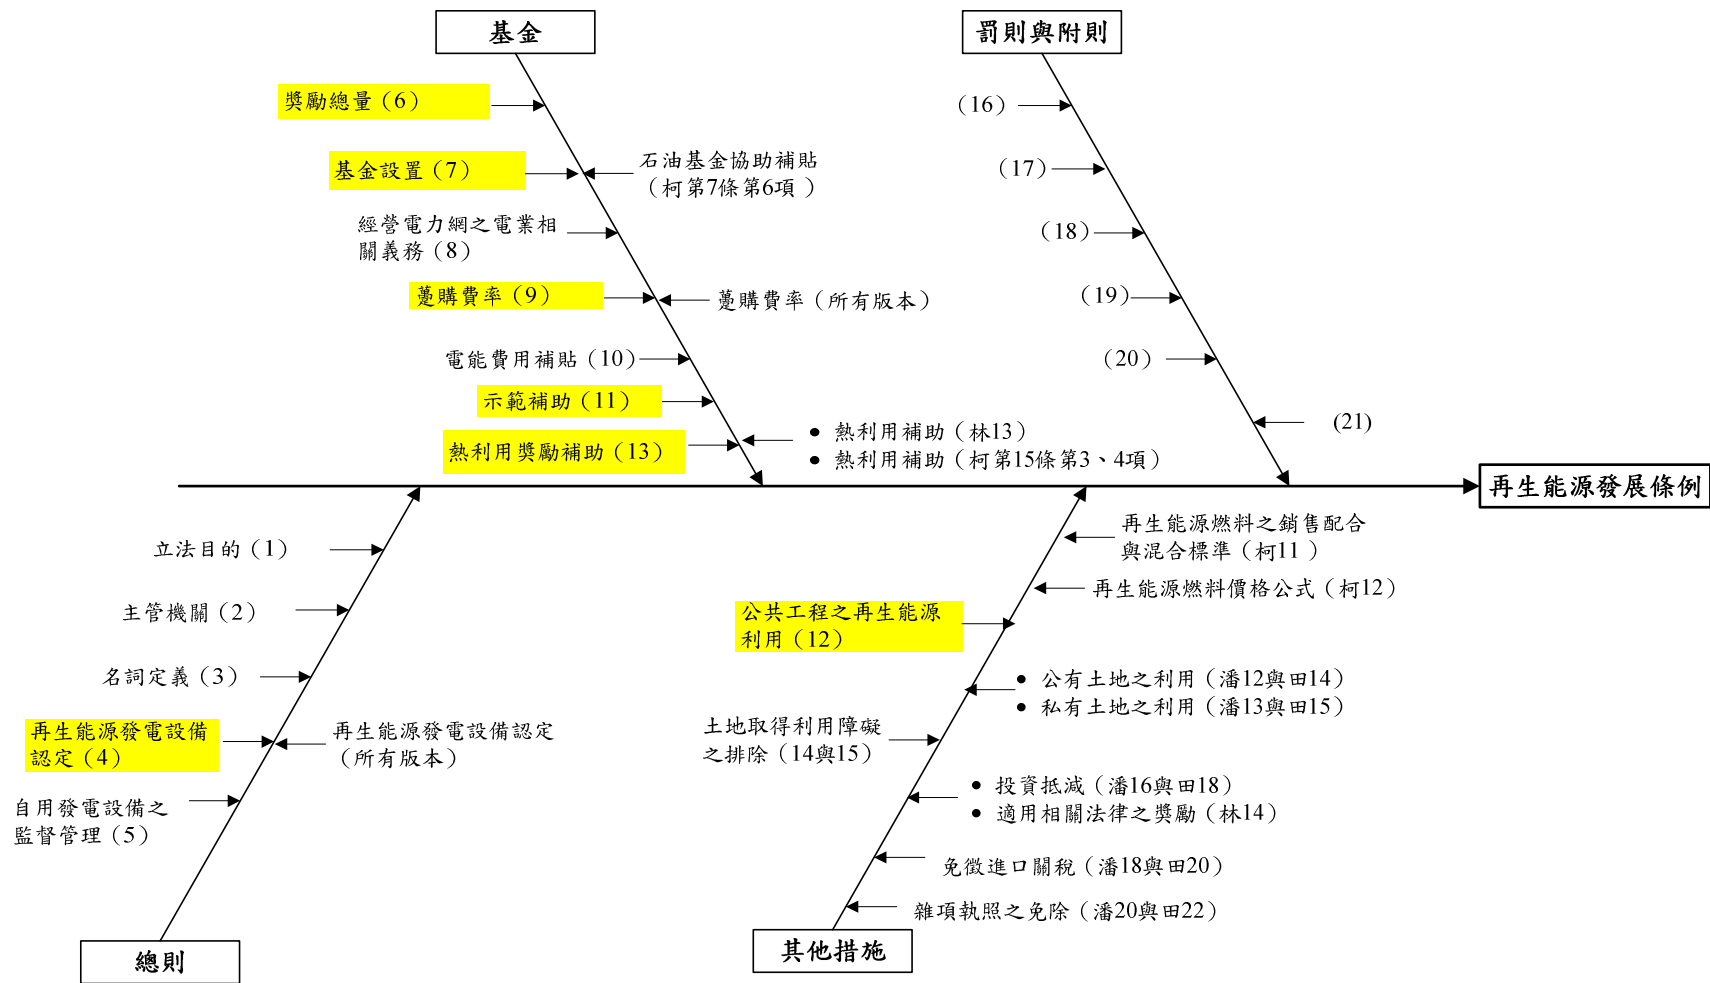 基金
獎勵總量（6）
基金設置（7）
石油基金協助補貼
（柯第7條第6項 ）
經營電力網之電業相
關義務（8）
躉購費率（9）
躉購費率（所有版本）
電能費用補貼（10）
示範補助（11）
熱利用獎勵補助（13）
• 熱利用補助（林13）
• 熱利用補助（柯第15條第3、4項）
罰則與附則
（16）
（17）
（18）
（19）
（20）
(21)
再生能源發展條例
立法目的（1）
主管機關（2）
名詞定義（3）
再生能源發電設備
認定（4）
再生能源發電設備認定
（所有版本）
自用發電設備之
監督管理（5）
總則
再生能源燃料之銷售配合
與混合標準（柯11 ）
再生能源燃料價格公式（柯12）
公共工程之再生能源
利用（12）
• 公有土地之利用（潘12與田14）
• 私有土地之利用（潘13與田15）
土地取得利用障礙
之排除（14與15）
• 投資抵減（潘16與田18）
• 適用相關法律之獎勵（林14）
免徵進口關稅（潘18與田20）
雜項執照之免除（潘20與田22）
其他措施